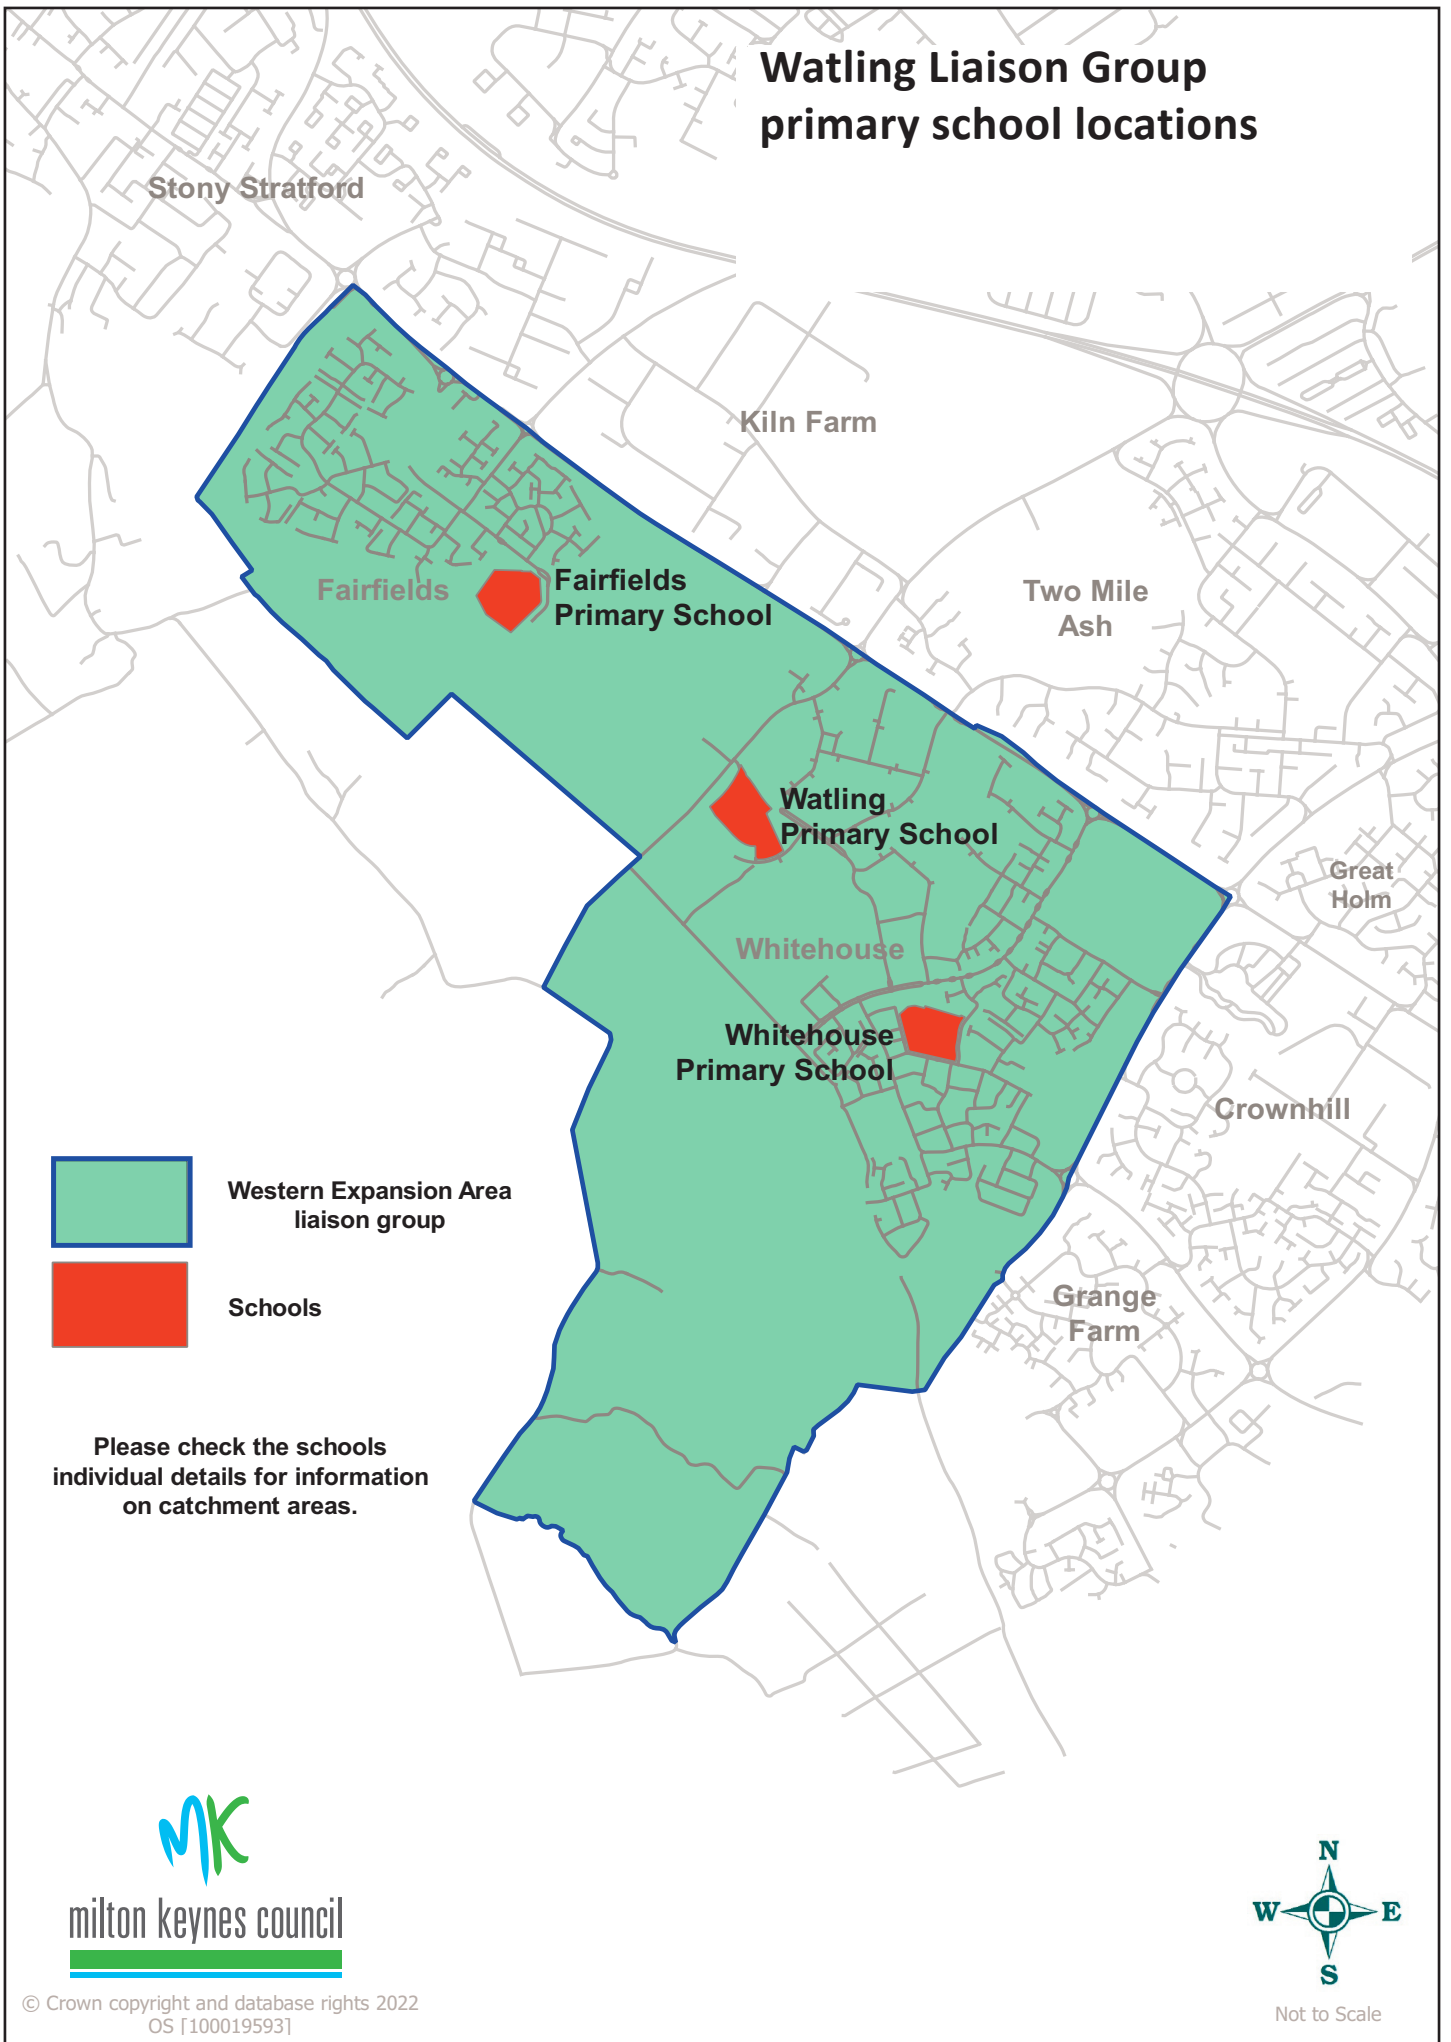 Watling Liaison Group
primary school locations
Stony Stratford
Kiln Farm
Two Mile
Ash
Fairfields
Fairfields
Primary School
Watling
Primary School
Great
Holm
Whitehouse
Whitehouse
Primary School
Crownhill
Grange
Farm
Western Expansion Area
liaison group
Schools
Please check the schools
individual details for information
on catchment areas.
MK
milton keynes council
© Crown copyright and database rights 2022
OS [100019593]
N
W E
S
Not to Scale